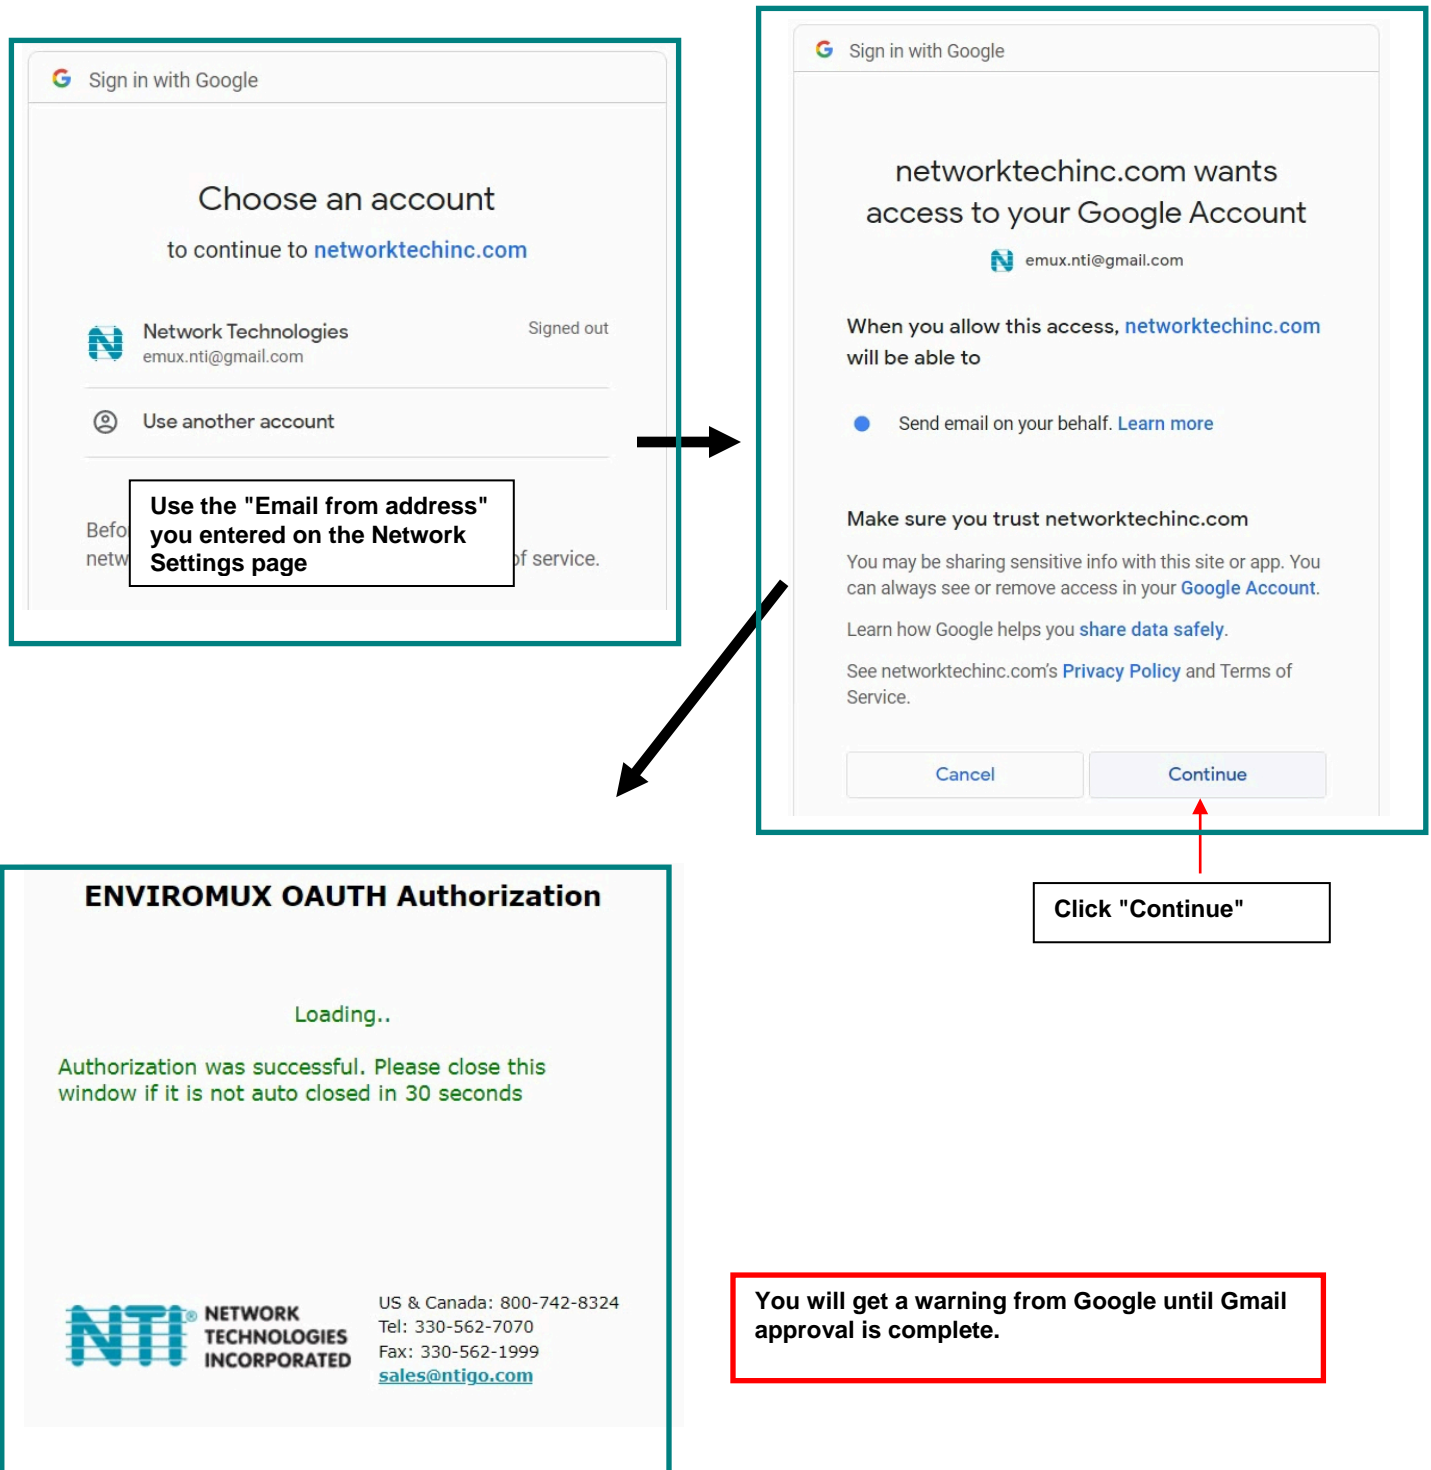 Sign in with Google
Choose an account
to continue to networktechinc.com
Network Technologies
emux.nti@gmail.com
Signed out
Use another account
Use the "Email from address"
you entered on the Network
Settings page
of service.
Sign in with Google
networktechinc.com wants
access to your Google Account
emux.nti@gmail.com
When you allow this access, networktechinc.com
will be able to
Send email on your behalf. Learn more
Make sure you trust networktechinc.com
You may be sharing sensitive info with this site or app. You
can always see or remove access in your Google Account.
Learn how Google helps you share data safely.
See networktechinc.com's Privacy Policy and Terms of
Service.
Cancel
Continue
Click "Continue"
ENVIROMUX OAUTH Authorization
Loading..
Authorization was successful. Please close this
window if it is not auto closed in 30 seconds
NTI®
NETWORK
TECHNOLOGIES
INCORPORATED
US & Canada: 800-742-8324
Tel: 330-562-7070
Fax: 330-562-1999
sales@ntigo.com
You will get a warning from Google until Gmail
approval is complete.